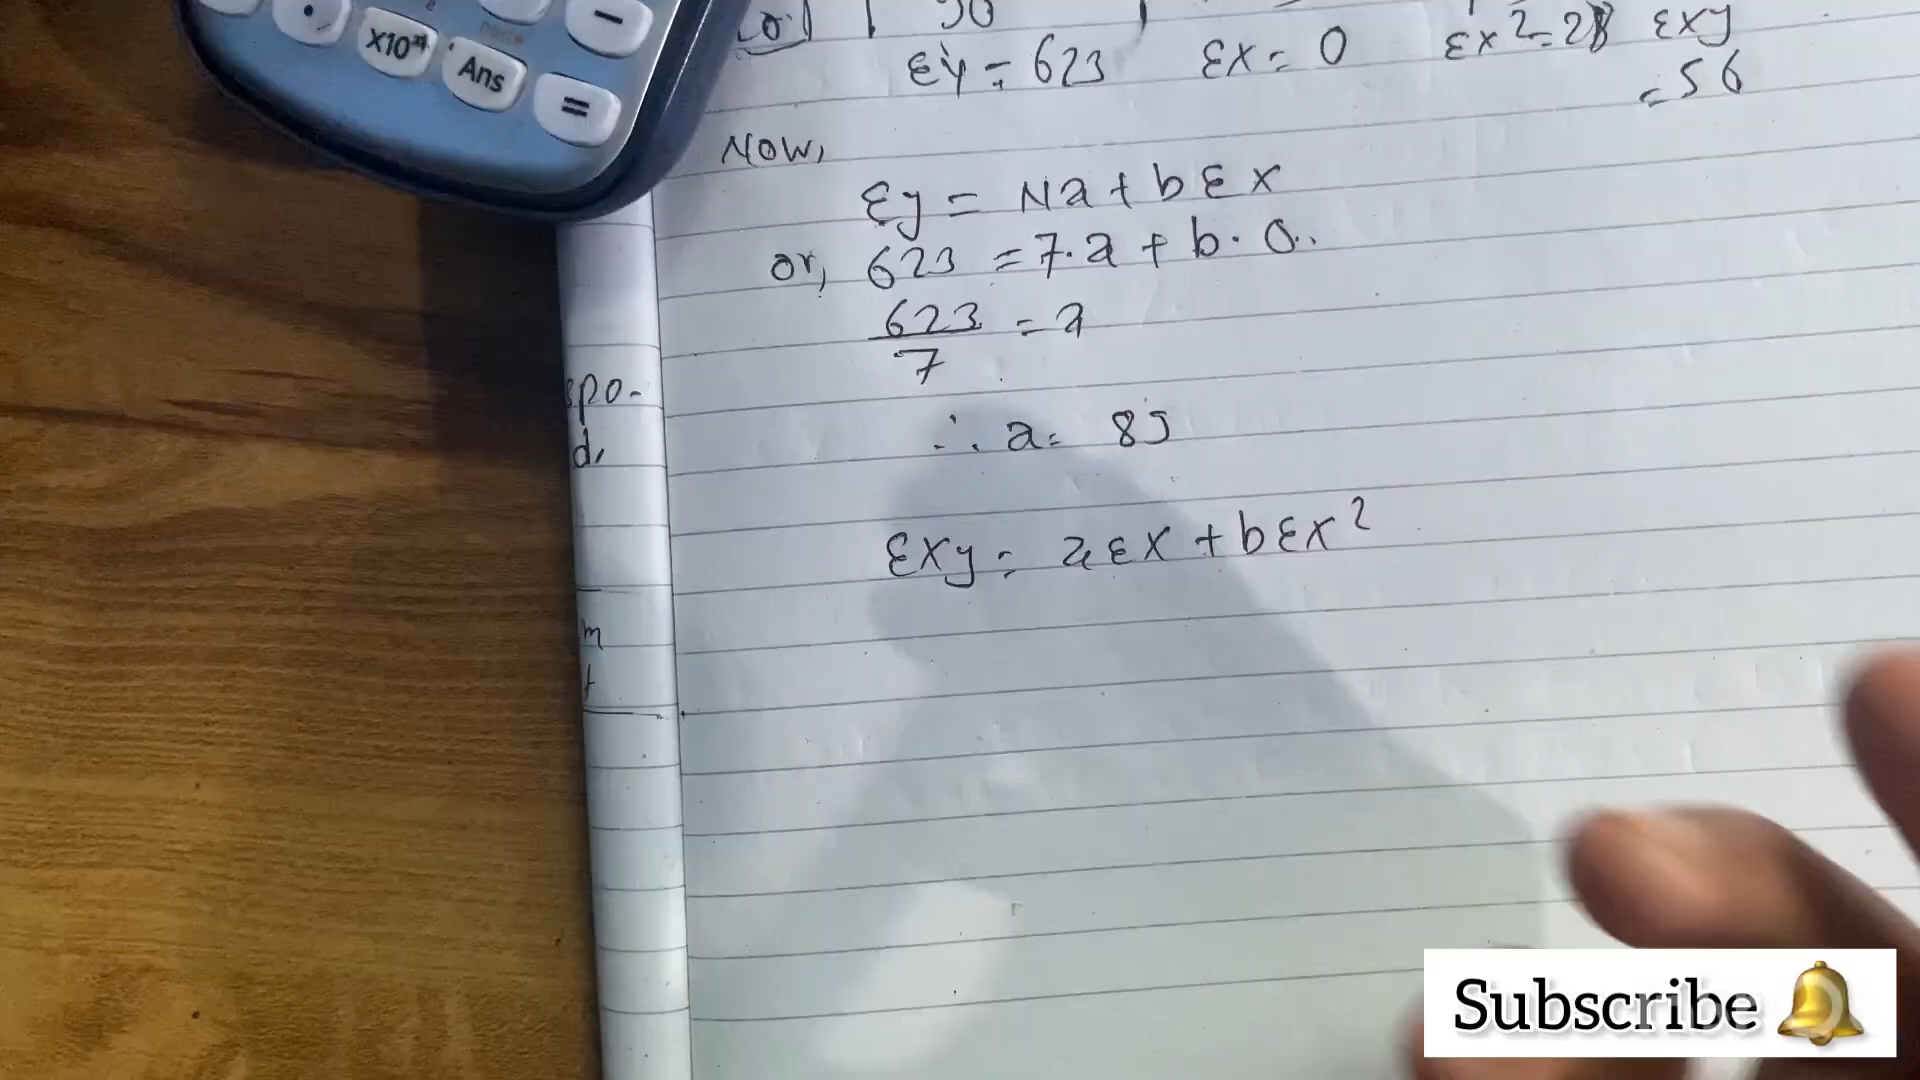 X10ˣ Ans
−
=
Σy = 623 Σx = 0 Σx² = 28 Σxy
= 56
Now,
Σy = Na + bΣx
or, 623 = 7.a + b.0
623/7 = a
∴ a = 89
Σxy = aΣx + bΣx²
spo-
d,
m
Subscribe